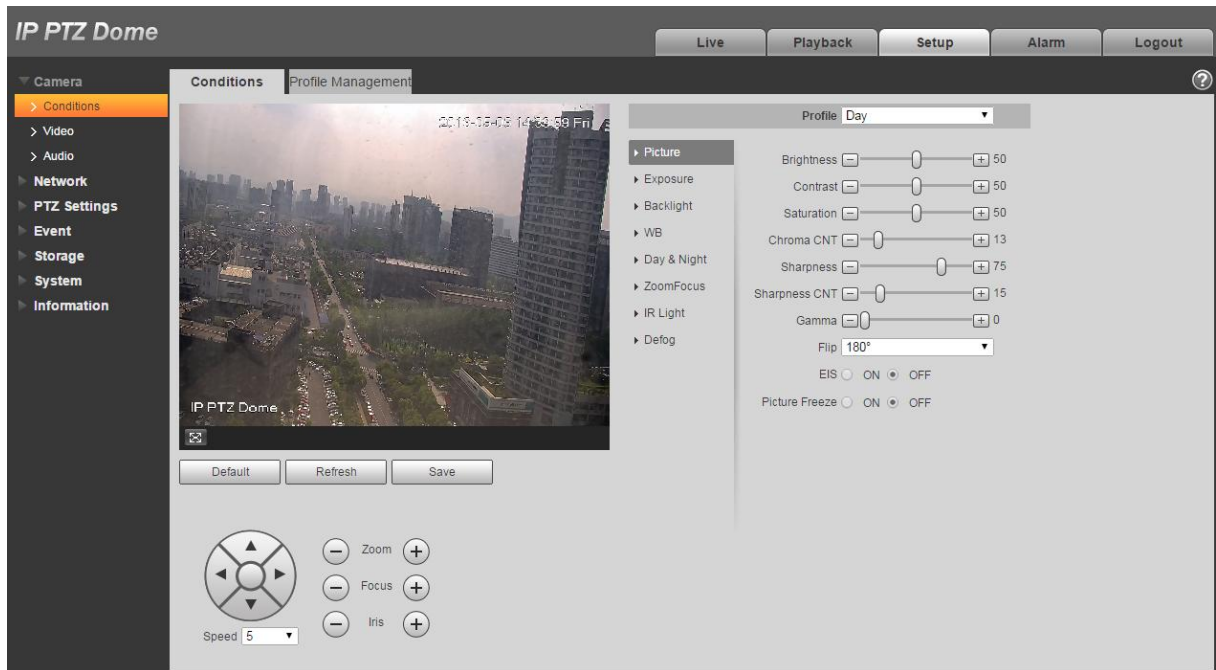 IP PTZ Dome
Live
Playback
Setup
Alarm
Logout
Camera
Conditions
Video
Audio
Network
PTZ Settings
Event
Storage
System
Information
Conditions
Profile Management
Fri
IP PTZ Dome
Default
Refresh
Save
Zoom
Focus
Iris
Speed 5
Profile Day
Picture
Exposure
Backlight
WB
Day & Night
ZoomFocus
IR Light
Defog
Brightness 50
Contrast 50
Saturation 50
Chroma CNT 13
Sharpness 75
Sharpness CNT 15
Gamma 0
Flip 180°
EIS ON OFF
Picture Freeze ON OFF